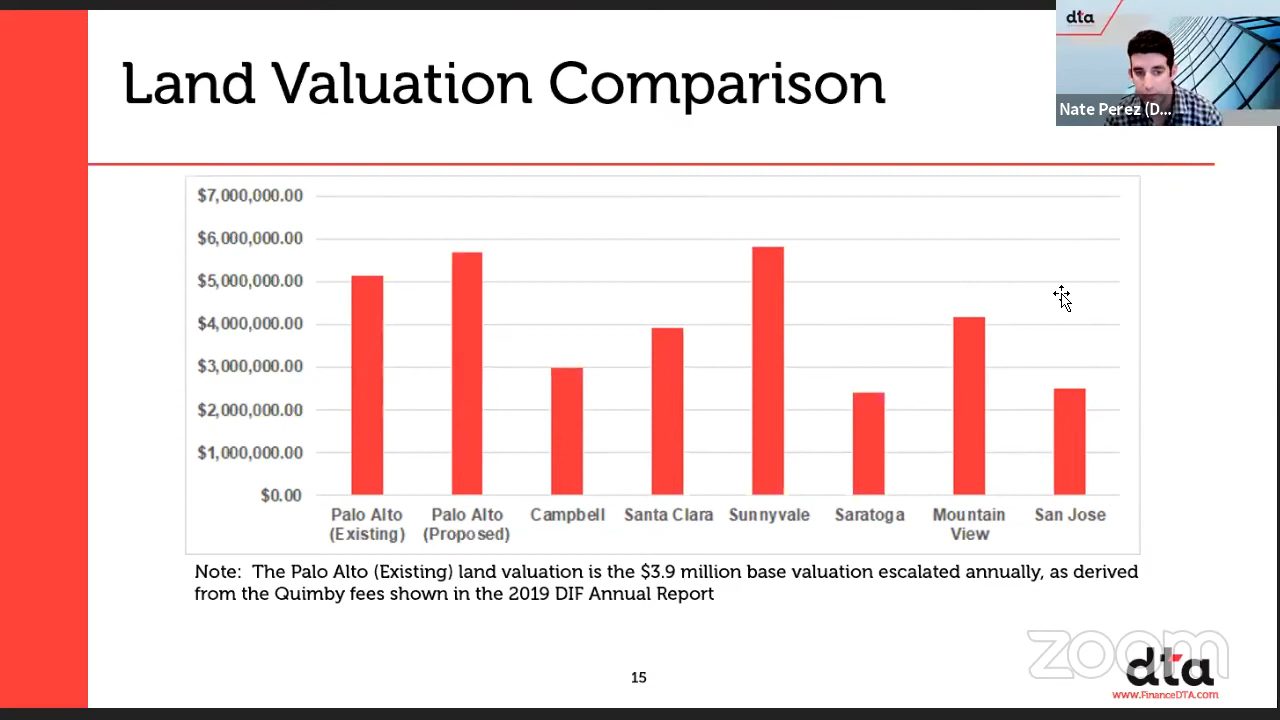 Land Valuation Comparison
dta
Nate Perez (D...
$7,000,000.00
$6,000,000.00
$5,000,000.00
$4,000,000.00
$3,000,000.00
$2,000,000.00
$1,000,000.00
$0.00
Palo Alto (Existing)
Palo Alto (Proposed)
Campbell
Santa Clara
Sunnyvale
Saratoga
Mountain View
San Jose
Note: The Palo Alto (Existing) land valuation is the $3.9 million base valuation escalated annually, as derived
from the Quimby fees shown in the 2019 DIF Annual Report
15
zoom
dta
www.FinanceDTA.com